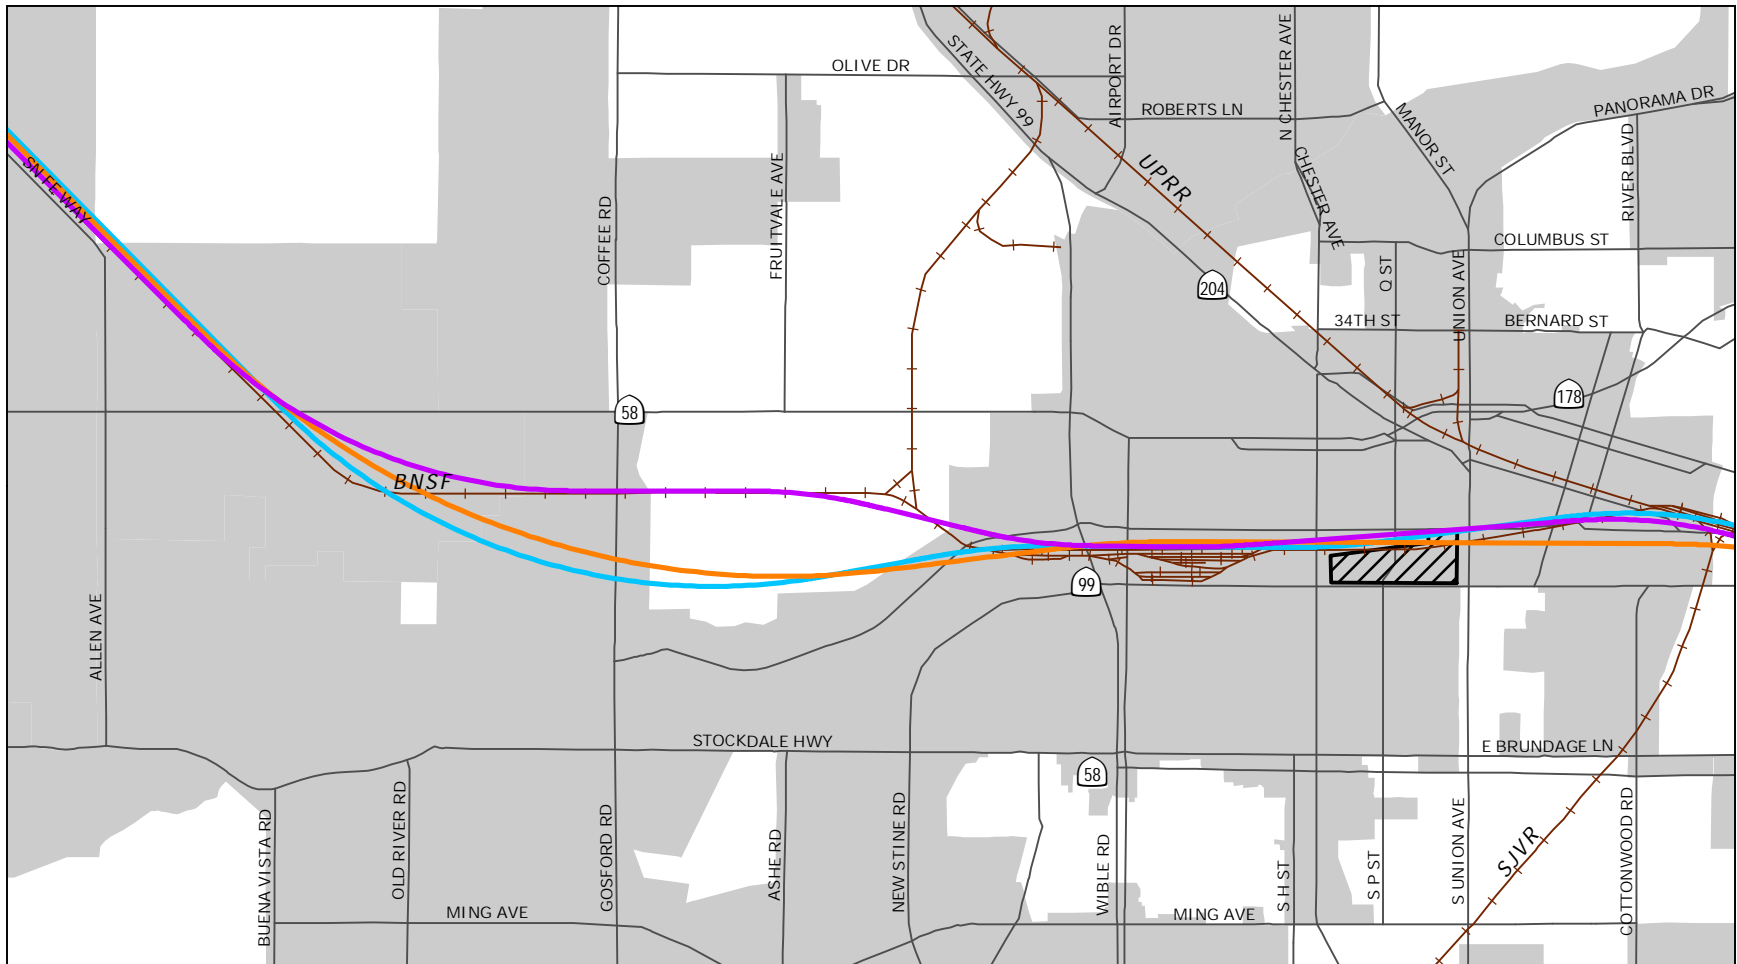 OLIVE DR
STATE HWY 99
AIRPORT DR
N CHESTER AVE
ROBERTS LN
MANOR ST
PANORAMA DR
RIVER BLVD
SN FE WAY
UPRR
CHESTER AVE
COFFEE RD
FRUITVALE AVE
COLUMBUS ST
Q ST
UNION AVE
204
34TH ST
BERNARD ST
178
58
BNSF
99
ALLEN AVE
STOCKDALE HWY
E BRUNDAGE LN
58
BUENA VISTA RD
OLD RIVER RD
GOSFORD RD
ASHE RD
NEW STINE RD
WIBLE RD
S H ST
S P ST
S UNION AVE
SJVR
COTTONWOOD RD
MING AVE
MING AVE